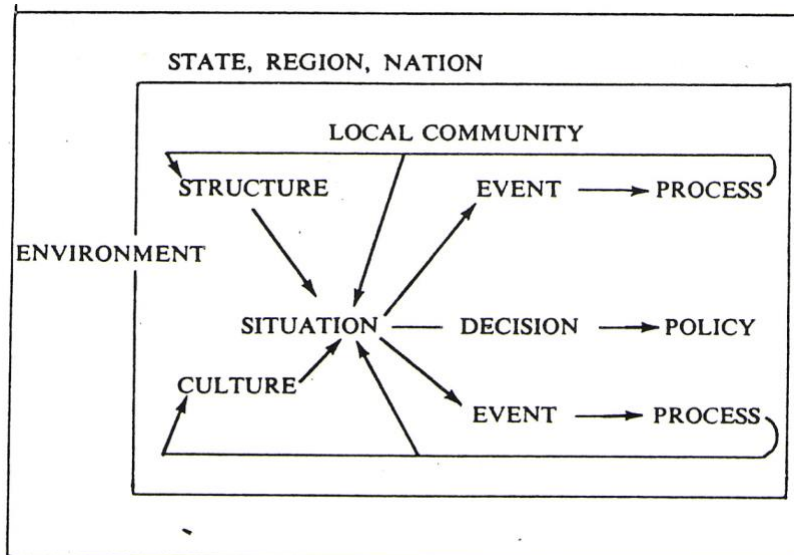 STATE, REGION, NATION
LOCAL COMMUNITY
STRUCTURE EVENT PROCESS
ENVIRONMENT
SITUATION DECISION POLICY
CULTURE
EVENT PROCESS